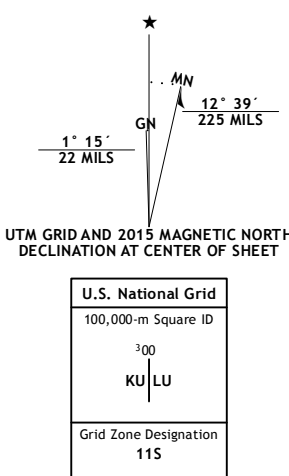 ★
MN
GN
12° 39´
225 MILS
1° 15´
22 MILS
UTM GRID AND 2015 MAGNETIC NORTH
DECLINATION AT CENTER OF SHEET
U.S. National Grid
100,000-m Square ID
³00
KU LU
Grid Zone Designation
11S